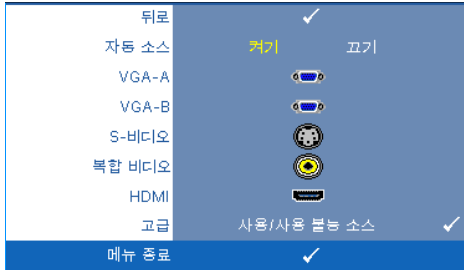 뒤로
자동 소스 켜기 끄기
VGA-A
VGA-B
S-비디오
복합 비디오
HDMI
고급 사용/사용 불능 소스
메뉴 종료